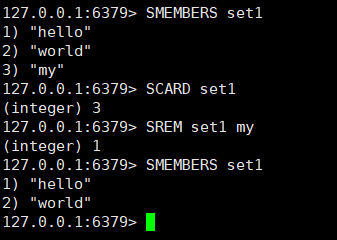 127.0.0.1:6379> SMEMBERS set1
1) "hello"
2) "world"
3) "my"
127.0.0.1:6379> SCARD set1
(integer) 3
127.0.0.1:6379> SREM set1 my
(integer) 1
127.0.0.1:6379> SMEMBERS set1
1) "hello"
2) "world"
127.0.0.1:6379>